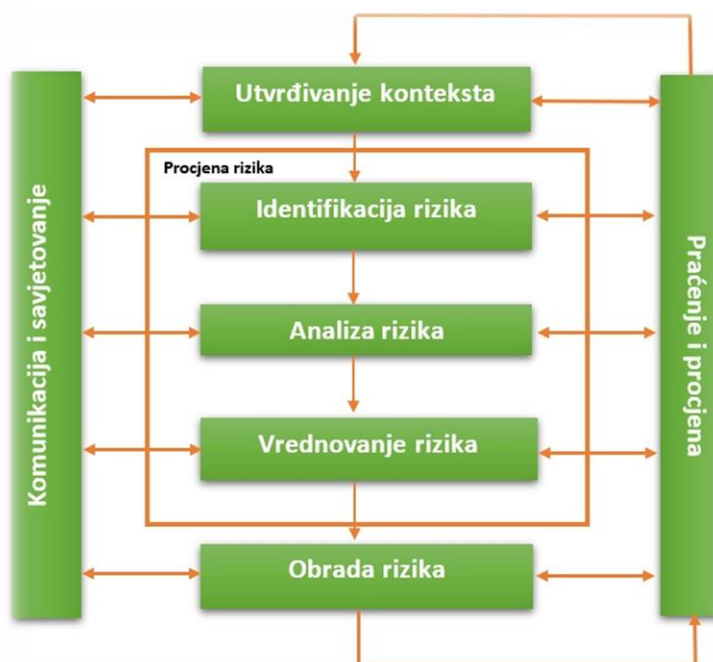 Utvrđivanje konteksta
Procjena rizika
Identifikacija rizika
Analiza rizika
Vrednovanje rizika
Obrada rizika
Komunikacija i savjetovanje
Praćenje i procjena